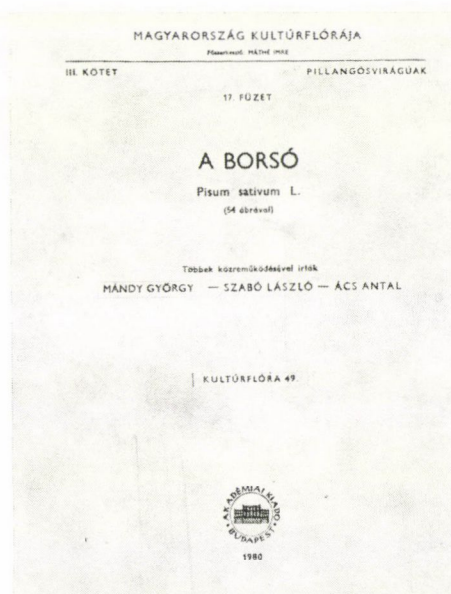 MAGYARORSZÁG KULTÚRFLÓRÁJA
Főszerkesztő: MÁTHÉ IMRE
III. KÖTET PILLANGÓSVIRÁGÚAK
17. FÜZET
A BORSÓ
Pisum sativum L.
(54 ábrával)
Többek közreműködésével írták
MÁNDY GYÖRGY — SZABÓ LÁSZLÓ — ÁCS ANTAL
KULTÚRFLÓRA 49.
AKADÉMIAI KIADÓ
BUDAPEST
1980